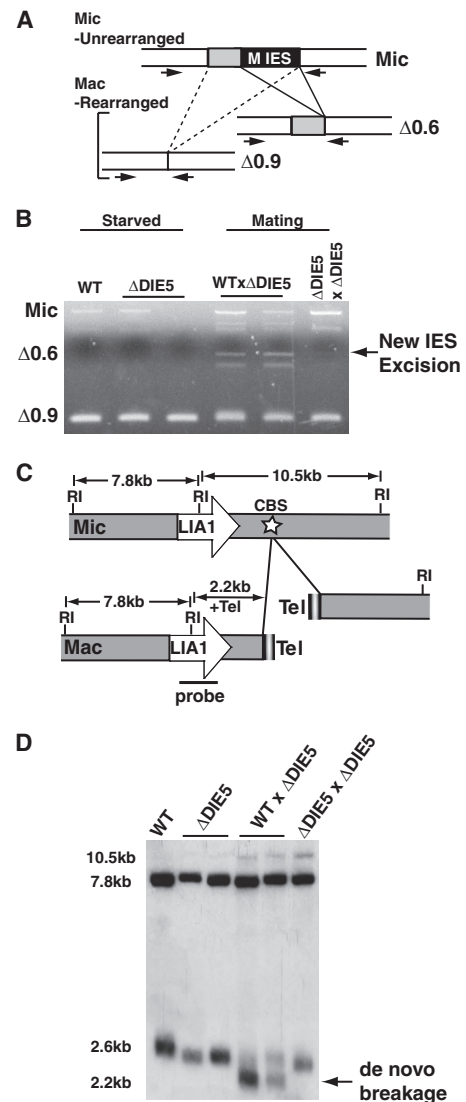 A
Mic
-Unrearranged
M IES
Mic
Mac
-Rearranged
Δ0.6
Δ0.9
B
Starved
Mating
WT
ΔDIE5
WTxΔDIE5
ΔDIE5
x ΔDIE5
Mic
Δ0.6
New IES
Excision
Δ0.9
C
7.8kb
10.5kb
RI
RI
CBS
RI
Mic
LIA1
2.2kb
+Tel
7.8kb
RI
RI
RI
Tel
Mac
LIA1
Tel
probe
D
WT
ΔDIE5
WT x ΔDIE5
ΔDIE5 x ΔDIE5
10.5kb
7.8kb
2.6kb
2.2kb
de novo
breakage